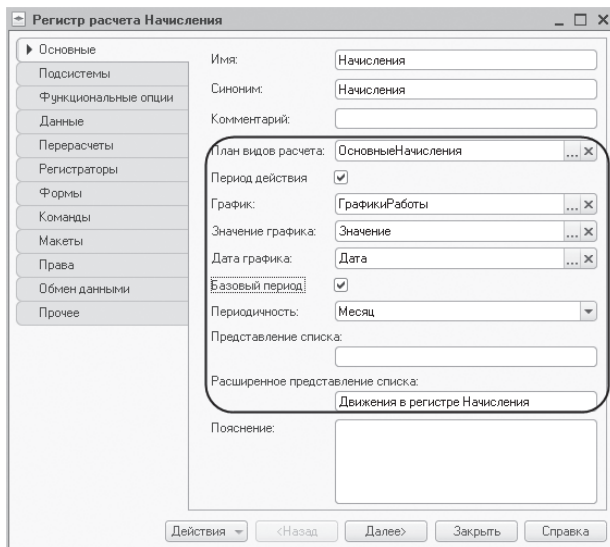 Регистр расчета Начисления
Основные
Подсистемы
Функциональные опции
Данные
Перерасчеты
Регистраторы
Формы
Команды
Макеты
Права
Обмен данными
Прочее
Имя: Начисления
Синоним: Начисления
Комментарий:
План видов расчета: ОсновныеНачисления ...
Период действия
График: ГрафикиРаботы ...
Значение графика: Значение ...
Дата графика: Дата ...
Базовый период
Периодичность: Месяц
Представление списка:
Расширенное представление списка:
Движения в регистре Начисления
Пояснение:
Действия <Назад Далее> Закрыть Справка